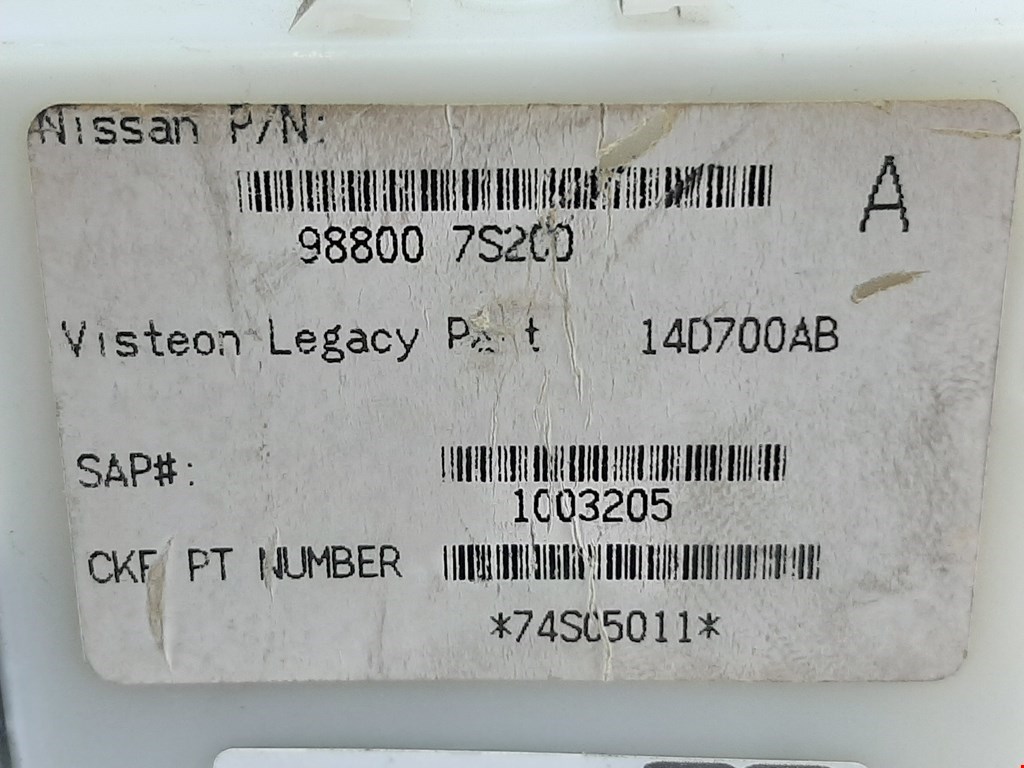 Nissan P/N:
A
98800 7S200
Visteon Legacy Part 14D700AB
SAP#:
1003205
CKF PT NUMBER
*74S05011*